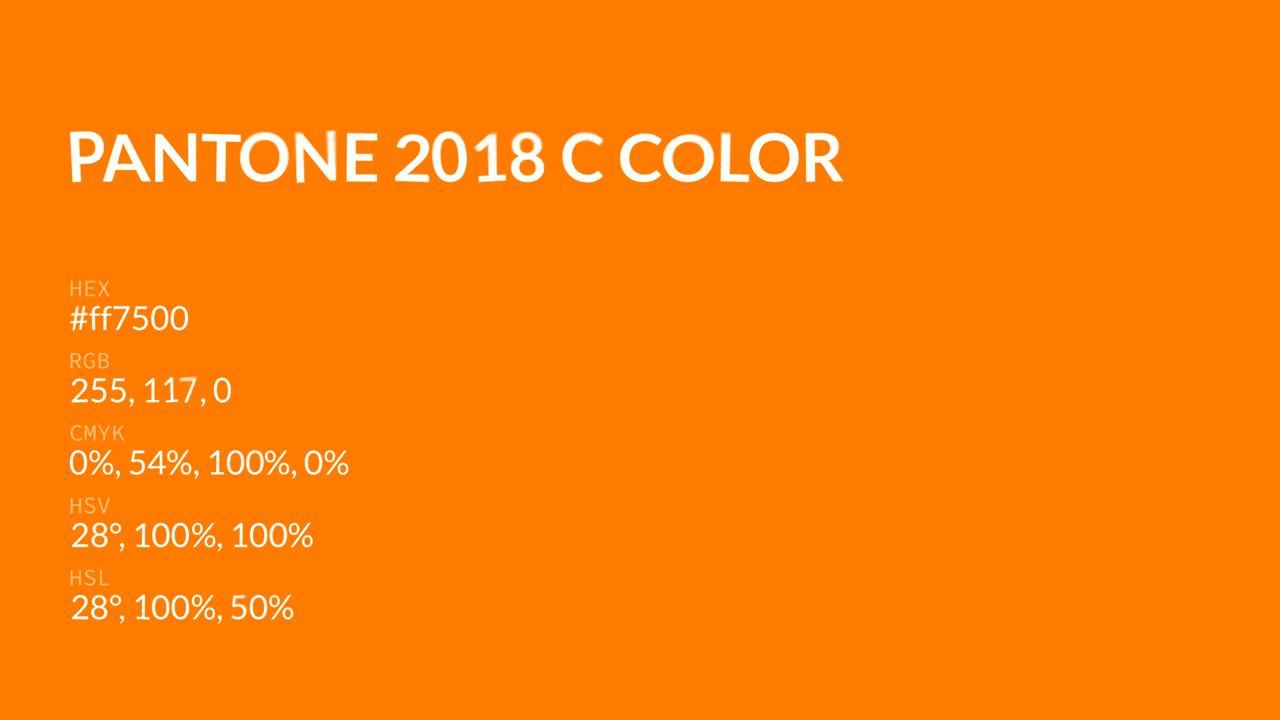 PANTONE 2018 C COLOR
HEX
#ff7500
RGB
255, 117, 0
CMYK
0%, 54%, 100%, 0%
HSV
28°, 100%, 100%
HSL
28°, 100%, 50%